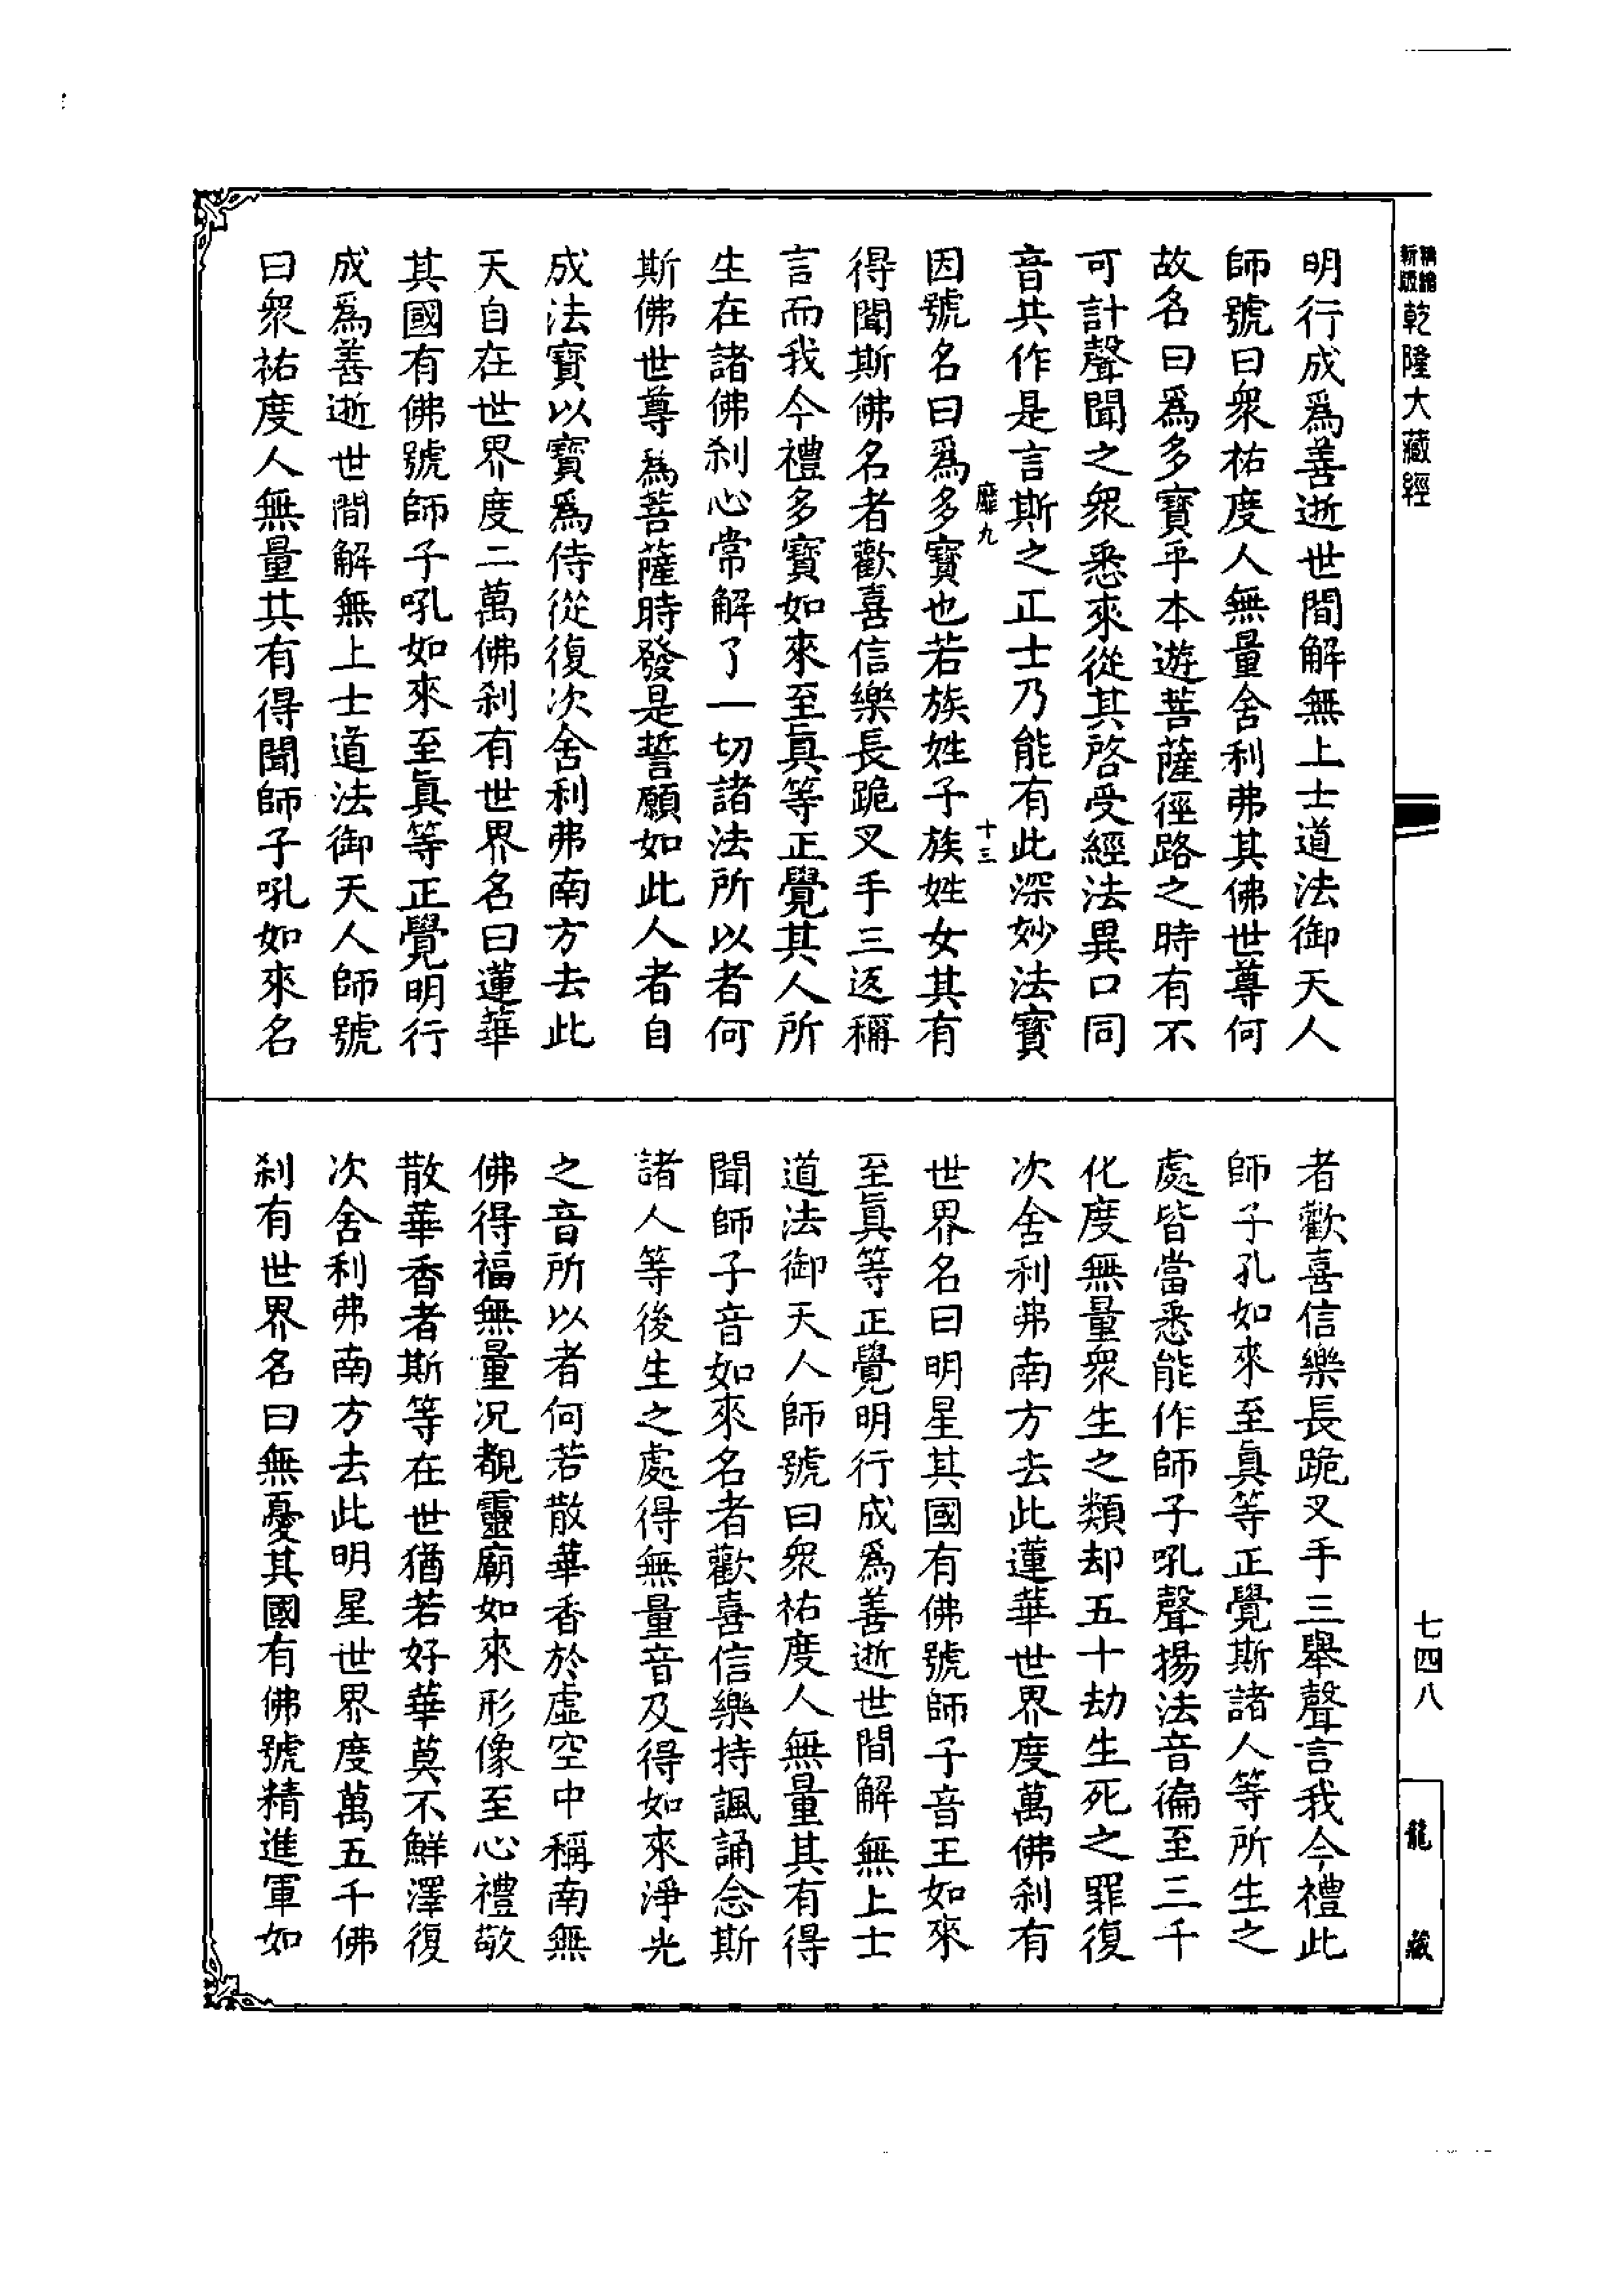 精繪
新版
乾隆大藏經
明行成爲善逝世間解無上士道法御天人
師號曰衆祐度人無量舍利弗其佛世尊何
故名曰爲多寶乎本遊菩薩徑路之時有不
可計聲聞之衆悉來從其啓受經法異口同
音共作是言斯之正士乃能有此深妙法寶
靡九
十三
因號名曰爲多寶也若族姓子族姓女其有
得聞斯佛名者歡喜信樂長跪叉手三返稱
言而我今禮多寶如來至眞等正覺其人所
生在諸佛刹心常解了一切諸法所以者何
斯佛世尊爲菩薩時發是誓願如此人者自
成法寶以寶爲侍從復次舍利弗南方去此
天自在世界度二萬佛刹有世界名曰蓮華
其國有佛號師子吼如來至眞等正覺明行
成爲善逝世間解無上士道法御天人師號
曰衆祐度人無量其有得聞師子吼如來名
者歡喜信樂長跪叉手三舉聲言我今禮此
師子孔如來至眞等正覺斯諸人等所生之
處皆當悉能作師子吼聲揚法音徧至三千
化度無量衆生之類却五十劫生死之罪復
次舍利弗南方去此蓮華世界度萬佛刹有
世界名曰明星其國有佛號師子音王如來
至眞等正覺明行成爲善逝世間解無上士
道法御天人師號曰衆祐度人無量其有得
聞師子音如來名者歡喜信樂持諷誦念斯
諸人等後生之處得無量音及得如來淨光
之音所以者何若散華香於虛空中稱南無
佛得福無量况覩靈廟如來形像至心禮敬
散華香者斯等在世猶若好華莫不鮮澤復
次舍利弗南方去此明星世界度萬五千佛
刹有世界名曰無憂其國有佛號精進軍如
七四八
龍藏